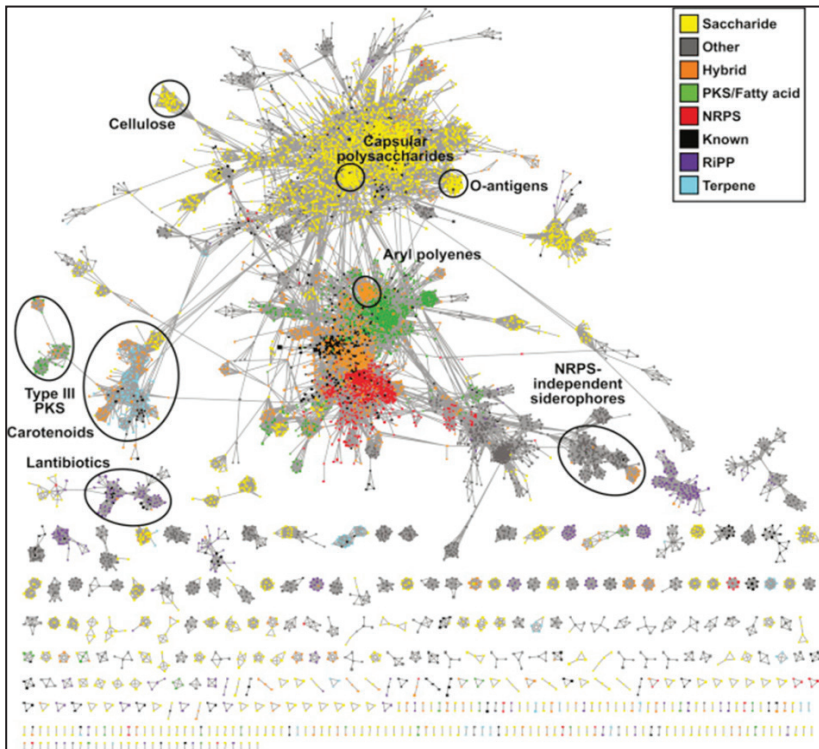 Saccharide
Other
Hybrid
PKS/Fatty acid
NRPS
Known
RiPP
Terpene
Cellulose
Capsular
polysaccharides
O-antigens
Aryl polyenes
Type III
PKS
Carotenoids
Lantibiotics
NRPS-
independent
siderophores